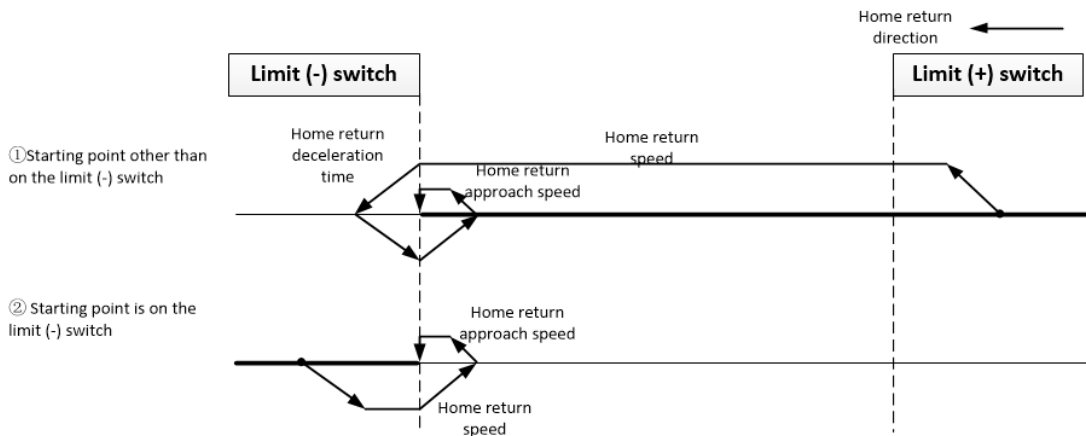 Home return
direction
Limit (-) switch
Limit (+) switch
Home return
deceleration
time
Home return
speed
①Starting point other than
on the limit (-) switch
Home return
approach speed
② Starting point is on the
limit (-) switch
Home return
approach speed
Home return
speed